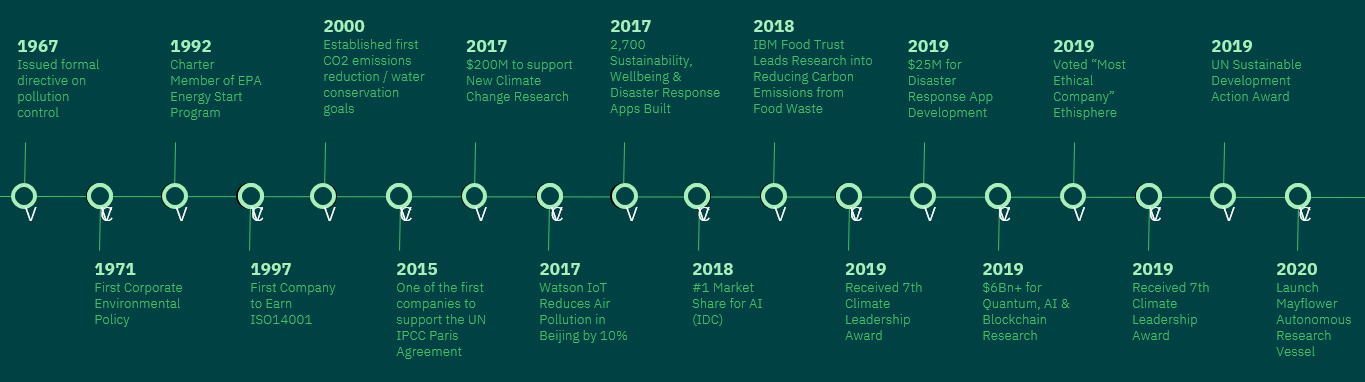 1967
Issued formal
directive on
pollution
control
1992
Charter
Member of EPA
Energy Start
Program
2000
Established first
CO2 emissions
reduction / water
conservation
goals
2017
$200M to support
New Climate
Change Research
2017
2,700
Sustainability,
Wellbeing &
Disaster Response
Apps Built
2018
IBM Food Trust
Leads Research into
Reducing Carbon
Emissions from
Food Waste
2019
$25M for
Disaster
Response App
Development
2019
Voted “Most
Ethical
Company”
Ethisphere
2019
UN Sustainable
Development
Action Award
1971
First Corporate
Environmental
Policy
1997
First Company
to Earn
ISO14001
2015
One of the first
companies to
support the UN
IPCC Paris
Agreement
2017
Watson IoT
Reduces Air
Pollution in
Beijing by 10%
2018
#1 Market
Share for AI
(IDC)
2019
Received 7th
Climate
Leadership
Award
2019
$6Bn+ for
Quantum, AI &
Blockchain
Research
2019
Received 7th
Climate
Leadership
Award
2020
Launch
Mayflower
Autonomous
Research
Vessel